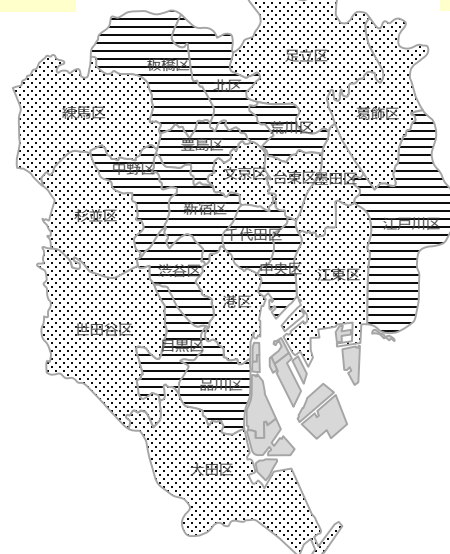 足立区
板橋区
北区
練馬区
葛飾区
荒川区
豊島区
中野区
文京区
台東区
墨田区
杉並区
新宿区
江戸川区
千代田区
渋谷区
中央区
江東区
港区
世田谷区
目黒区
品川区
大田区